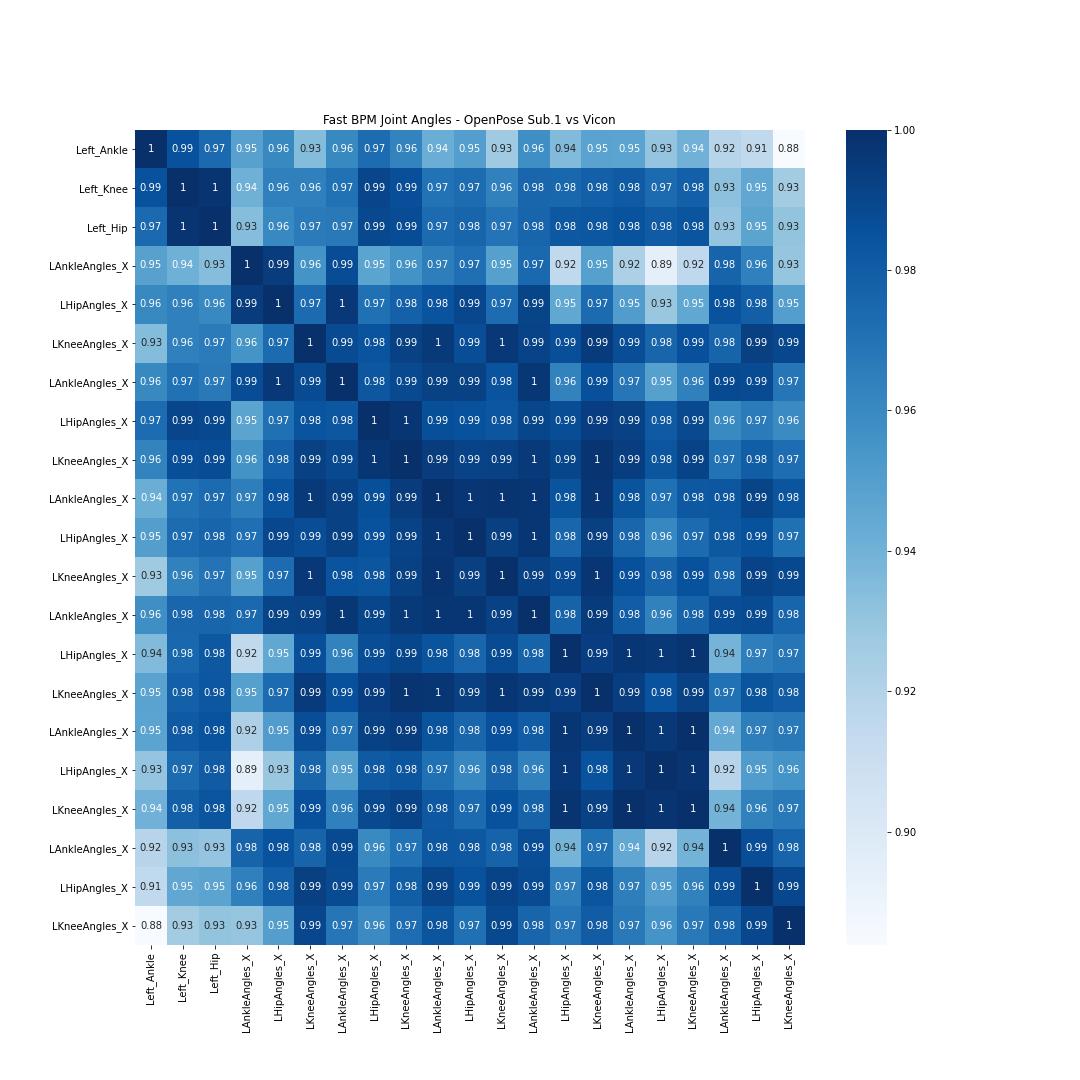 Fast BPM Joint Angles - OpenPose Sub.1 vs Vicon
Left_Ankle 1 0.99 0.97 0.95 0.96 0.93 0.96 0.97 0.96 0.94 0.95 0.93 0.96 0.94 0.95 0.95 0.93 0.94 0.92 0.91 0.88
Left_Knee 0.99 1 1 0.94 0.96 0.96 0.97 0.99 0.99 0.97 0.97 0.96 0.98 0.98 0.98 0.98 0.97 0.98 0.93 0.95 0.93
Left_Hip 0.97 1 1 0.93 0.96 0.97 0.97 0.99 0.99 0.97 0.98 0.97 0.98 0.98 0.98 0.98 0.98 0.98 0.93 0.95 0.93
LAnkleAngles_X 0.95 0.94 0.93 1 0.99 0.96 0.99 0.95 0.96 0.97 0.97 0.95 0.97 0.92 0.95 0.92 0.89 0.92 0.98 0.96 0.93
LHipAngles_X 0.96 0.96 0.96 0.99 1 0.97 1 0.97 0.98 0.98 0.99 0.97 0.99 0.95 0.97 0.95 0.93 0.95 0.98 0.98 0.95
LKneeAngles_X 0.93 0.96 0.97 0.96 0.97 1 0.99 0.98 0.99 1 0.99 1 0.99 0.99 0.99 0.99 0.98 0.99 0.98 0.99 0.99
LAnkleAngles_X 0.96 0.97 0.97 0.99 1 0.99 1 0.98 0.99 0.99 0.99 0.98 1 0.96 0.99 0.97 0.95 0.96 0.99 0.99 0.97
LHipAngles_X 0.97 0.99 0.99 0.95 0.97 0.98 0.98 1 1 0.99 0.99 0.98 0.99 0.99 0.99 0.99 0.98 0.99 0.96 0.97 0.96
LKneeAngles_X 0.96 0.99 0.99 0.96 0.98 0.99 0.99 1 1 0.99 0.99 0.99 1 0.99 1 0.99 0.98 0.99 0.97 0.98 0.97
LAnkleAngles_X 0.94 0.97 0.97 0.97 0.98 1 0.99 0.99 0.99 1 1 1 1 0.98 1 0.98 0.97 0.98 0.98 0.99 0.98
LHipAngles_X 0.95 0.97 0.98 0.97 0.99 0.99 0.99 0.99 0.99 1 1 0.99 1 0.98 0.99 0.98 0.96 0.97 0.98 0.99 0.97
LKneeAngles_X 0.93 0.96 0.97 0.95 0.97 1 0.98 0.98 0.99 1 0.99 1 0.99 0.99 1 0.99 0.98 0.99 0.98 0.99 0.99
LAnkleAngles_X 0.96 0.98 0.98 0.97 0.99 0.99 1 0.99 1 1 1 0.99 1 0.98 0.99 0.98 0.96 0.98 0.99 0.99 0.98
LHipAngles_X 0.94 0.98 0.98 0.92 0.95 0.99 0.96 0.99 0.99 0.98 0.98 0.99 0.98 1 0.99 1 1 1 0.94 0.97 0.97
LKneeAngles_X 0.95 0.98 0.98 0.95 0.97 0.99 0.99 0.99 1 1 0.99 1 0.99 0.99 1 0.99 0.98 0.99 0.97 0.98 0.98
LAnkleAngles_X 0.95 0.98 0.98 0.92 0.95 0.99 0.97 0.99 0.99 0.98 0.98 0.99 0.98 1 0.99 1 1 1 0.94 0.97 0.97
LHipAngles_X 0.93 0.97 0.98 0.89 0.93 0.98 0.95 0.98 0.98 0.97 0.96 0.98 0.96 1 0.98 1 1 1 0.92 0.95 0.96
LKneeAngles_X 0.94 0.98 0.98 0.92 0.95 0.99 0.96 0.99 0.99 0.98 0.97 0.99 0.98 1 0.99 1 1 1 0.94 0.96 0.97
LAnkleAngles_X 0.92 0.93 0.93 0.98 0.98 0.98 0.99 0.96 0.97 0.98 0.98 0.98 0.99 0.94 0.97 0.94 0.92 0.94 1 0.99 0.98
LHipAngles_X 0.91 0.95 0.95 0.96 0.98 0.99 0.99 0.97 0.98 0.99 0.99 0.99 0.99 0.97 0.98 0.97 0.95 0.96 0.99 1 0.99
LKneeAngles_X 0.88 0.93 0.93 0.93 0.95 0.99 0.97 0.96 0.97 0.98 0.97 0.99 0.98 0.97 0.98 0.97 0.96 0.97 0.98 0.99 1
Left_Ankle
Left_Knee
Left_Hip
LAnkleAngles_X
LHipAngles_X
LKneeAngles_X
LAnkleAngles_X
LHipAngles_X
LKneeAngles_X
LAnkleAngles_X
LHipAngles_X
LKneeAngles_X
LAnkleAngles_X
LHipAngles_X
LKneeAngles_X
LAnkleAngles_X
LHipAngles_X
LKneeAngles_X
LAnkleAngles_X
LHipAngles_X
LKneeAngles_X
1.00
0.98
0.96
0.94
0.92
0.90